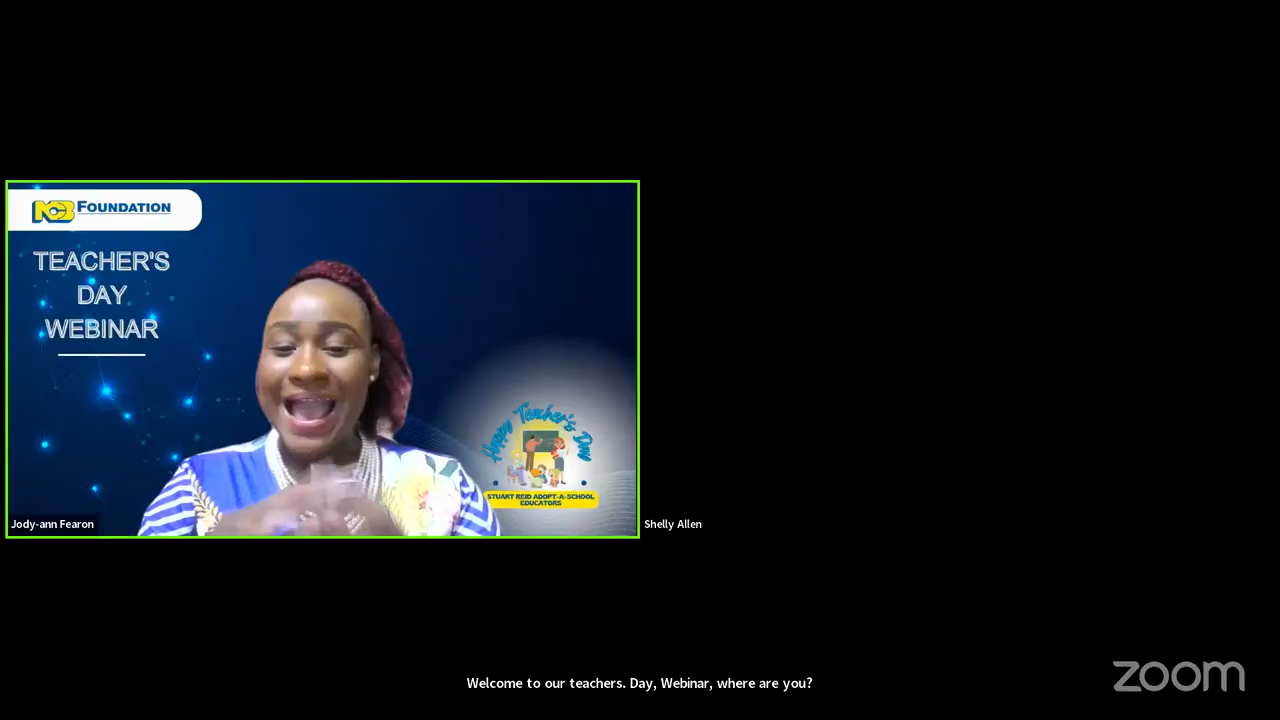 NCB FOUNDATION
TEACHER'S
DAY
WEBINAR
Happy Teacher's Day
STUART REID ADOPT-A-SCHOOL
EDUCATORS
Jody-ann Fearon
Shelly Allen
Welcome to our teachers. Day, Webinar, where are you?
zoom